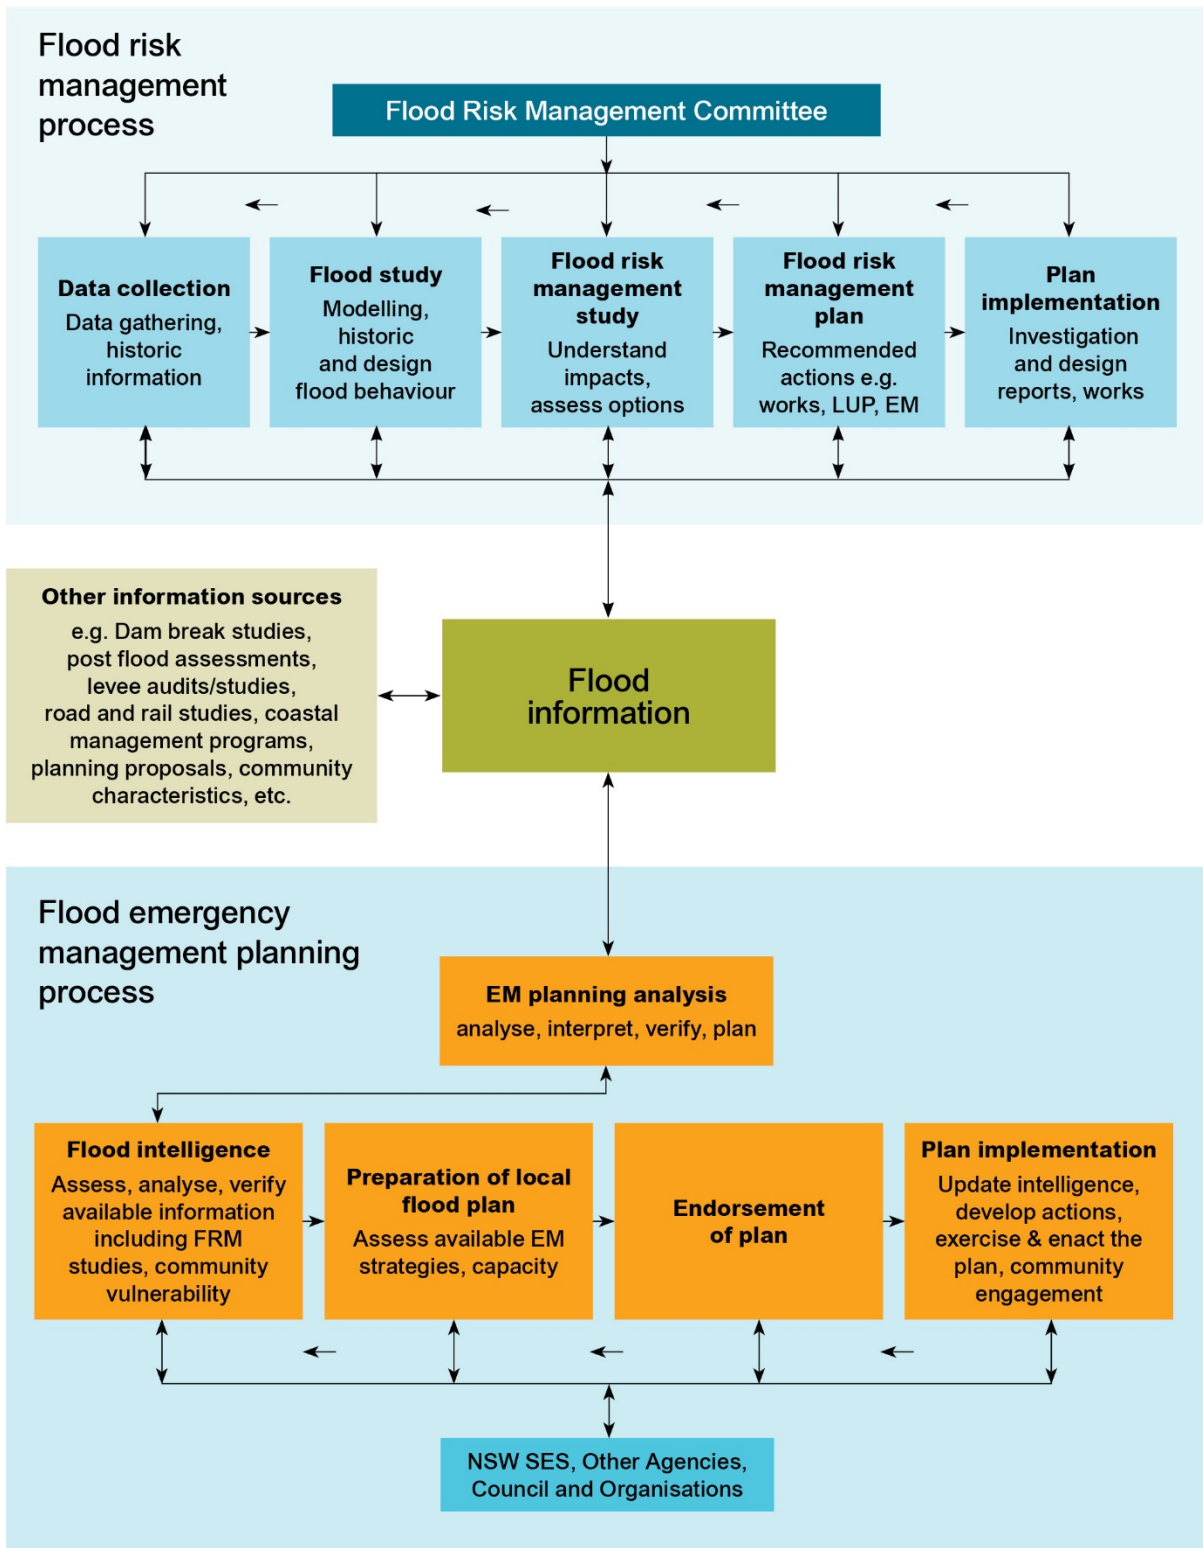 Flood risk
management
process
Flood Risk Management Committee
Data collection
Data gathering,
historic
information
Flood study
Modelling,
historic
and design
flood behaviour
Flood risk
management
study
Understand
impacts,
assess options
Flood risk
management
plan
Recommended
actions e.g.
works, LUP, EM
Plan
implementation
Investigation
and design
reports, works
Other information sources
e.g. Dam break studies,
post flood assessments,
levee audits/studies,
road and rail studies, coastal
management programs,
planning proposals, community
characteristics, etc.
Flood
information
Flood emergency
management planning
process
EM planning analysis
analyse, interpret, verify, plan
Flood intelligence
Assess, analyse, verify
available information
including FRM
studies, community
vulnerability
Preparation of local
flood plan
Assess available EM
strategies, capacity
Endorsement
of plan
Plan implementation
Update intelligence,
develop actions,
exercise & enact the
plan, community
engagement
NSW SES, Other Agencies,
Council and Organisations